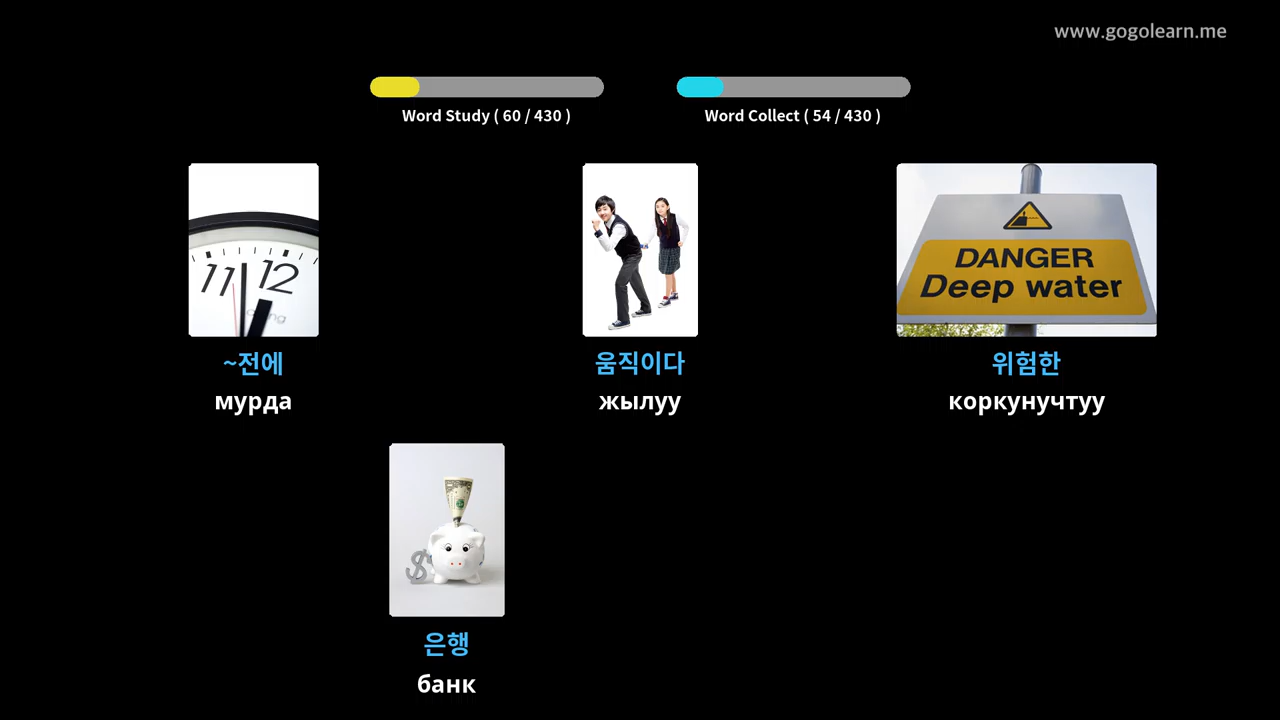 www.gogolearn.me
Word Study ( 60 / 430 )
Word Collect ( 54 / 430 )
11 12
DANGER
Deep water
~전에
움직이다
위험한
мурда
жылуу
коркунучтуу
$
은행
банк